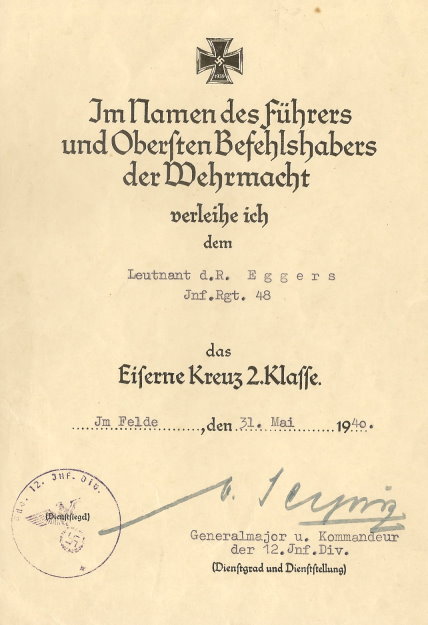 1939
Im Namen des Führers
und Obersten Befehlshabers
der Wehrmacht
verleihe ich
dem
Leutnant d.R. E g g e r s
Jnf.Rgt. 48
das
Eiserne Kreuz 2.Klasse.
Jm Felde, den 31. Mai 1940.
12. Inf. Div.
(Dienstsiegel)
Generalmajor u. Kommandeur
der 12.Jnf.Div.
(Dienstgrad und Dienststellung)